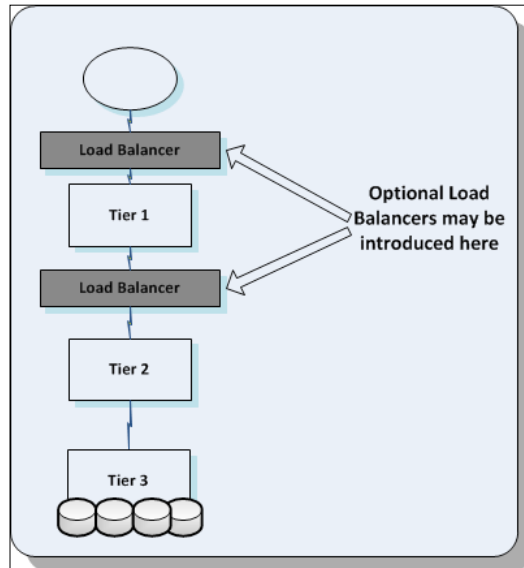 Load Balancer
Tier 1
Optional Load
Balancers may be
introduced here
Load Balancer
Tier 2
Tier 3